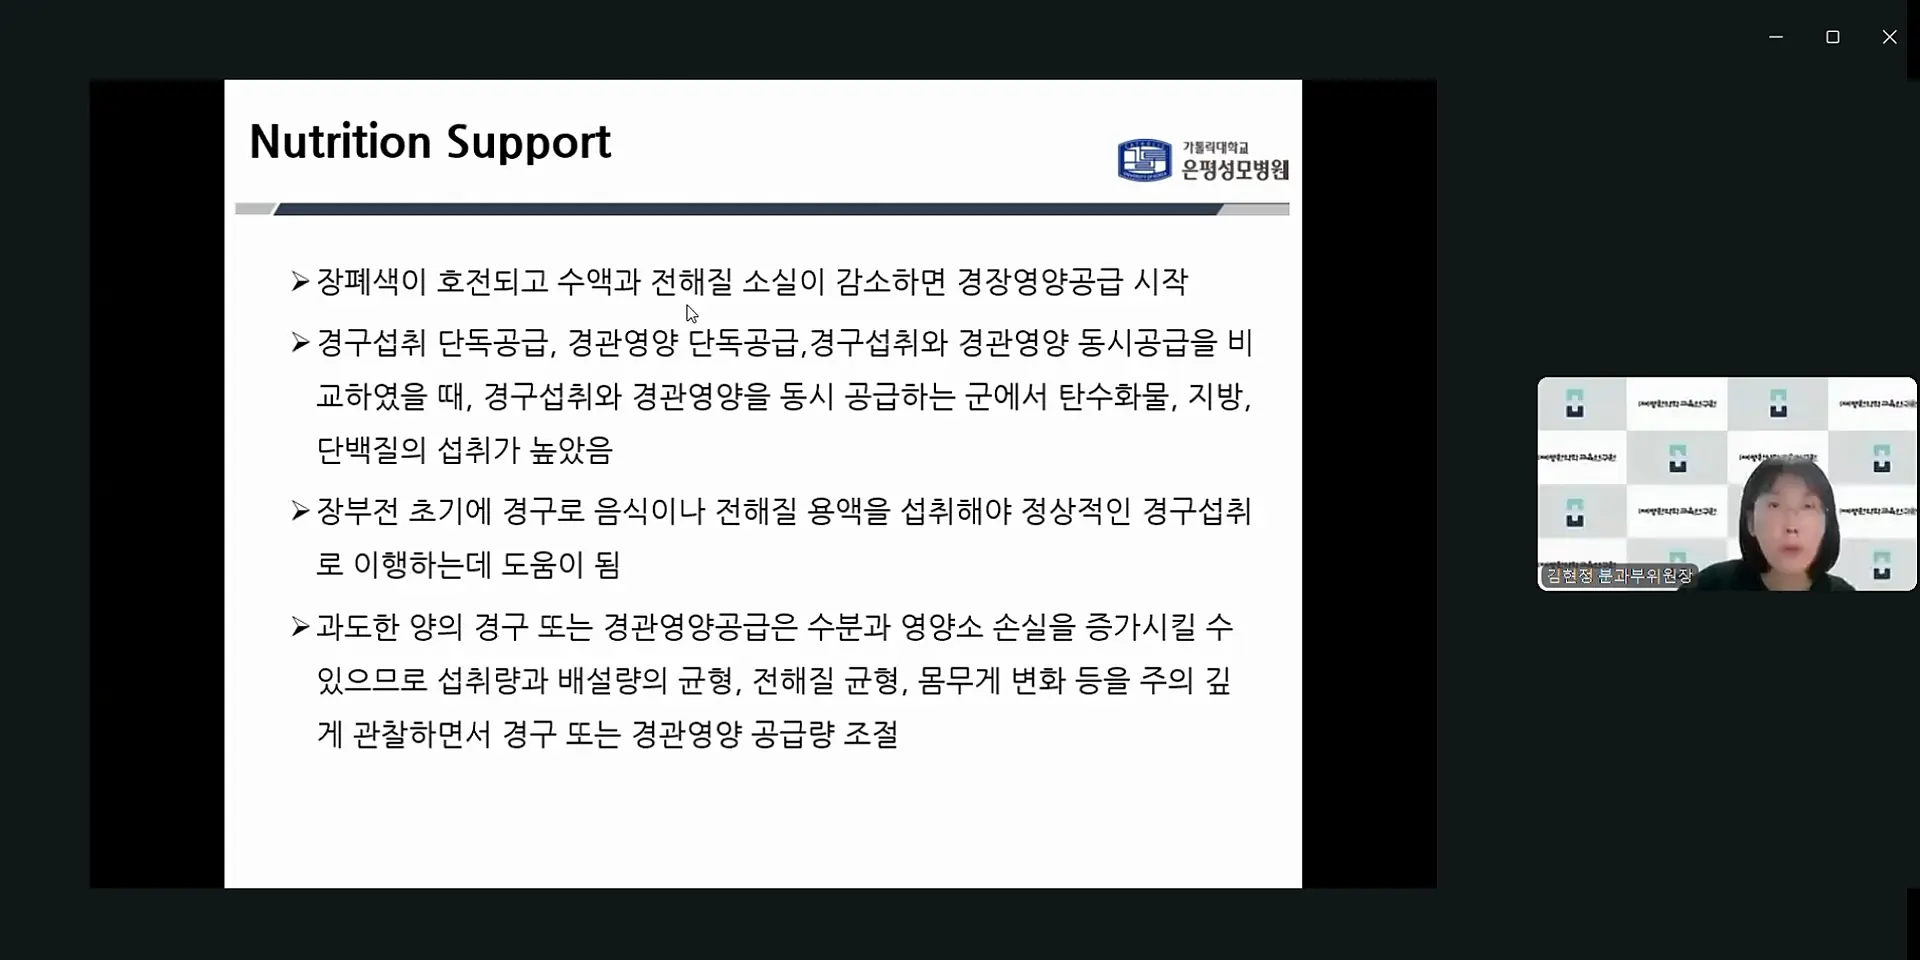 Nutrition Support
가톨릭대학교
은평성모병원
➢ 장폐색이 호전되고 수액과 전해질 소실이 감소하면 경장영양공급 시작
➢ 경구섭취 단독공급, 경관영양 단독공급,경구섭취와 경관영양 동시공급을 비
교하였을 때, 경구섭취와 경관영양을 동시 공급하는 군에서 탄수화물, 지방,
단백질의 섭취가 높았음
➢ 장부전 초기에 경구로 음식이나 전해질 용액을 섭취해야 정상적인 경구섭취
로 이행하는데 도움이 됨
➢ 과도한 양의 경구 또는 경관영양공급은 수분과 영양소 손실을 증가시킬 수
있으므로 섭취량과 배설량의 균형, 전해질 균형, 몸무게 변화 등을 주의 깊
게 관찰하면서 경구 또는 경관영양 공급량 조절
김현정 분과부위원장